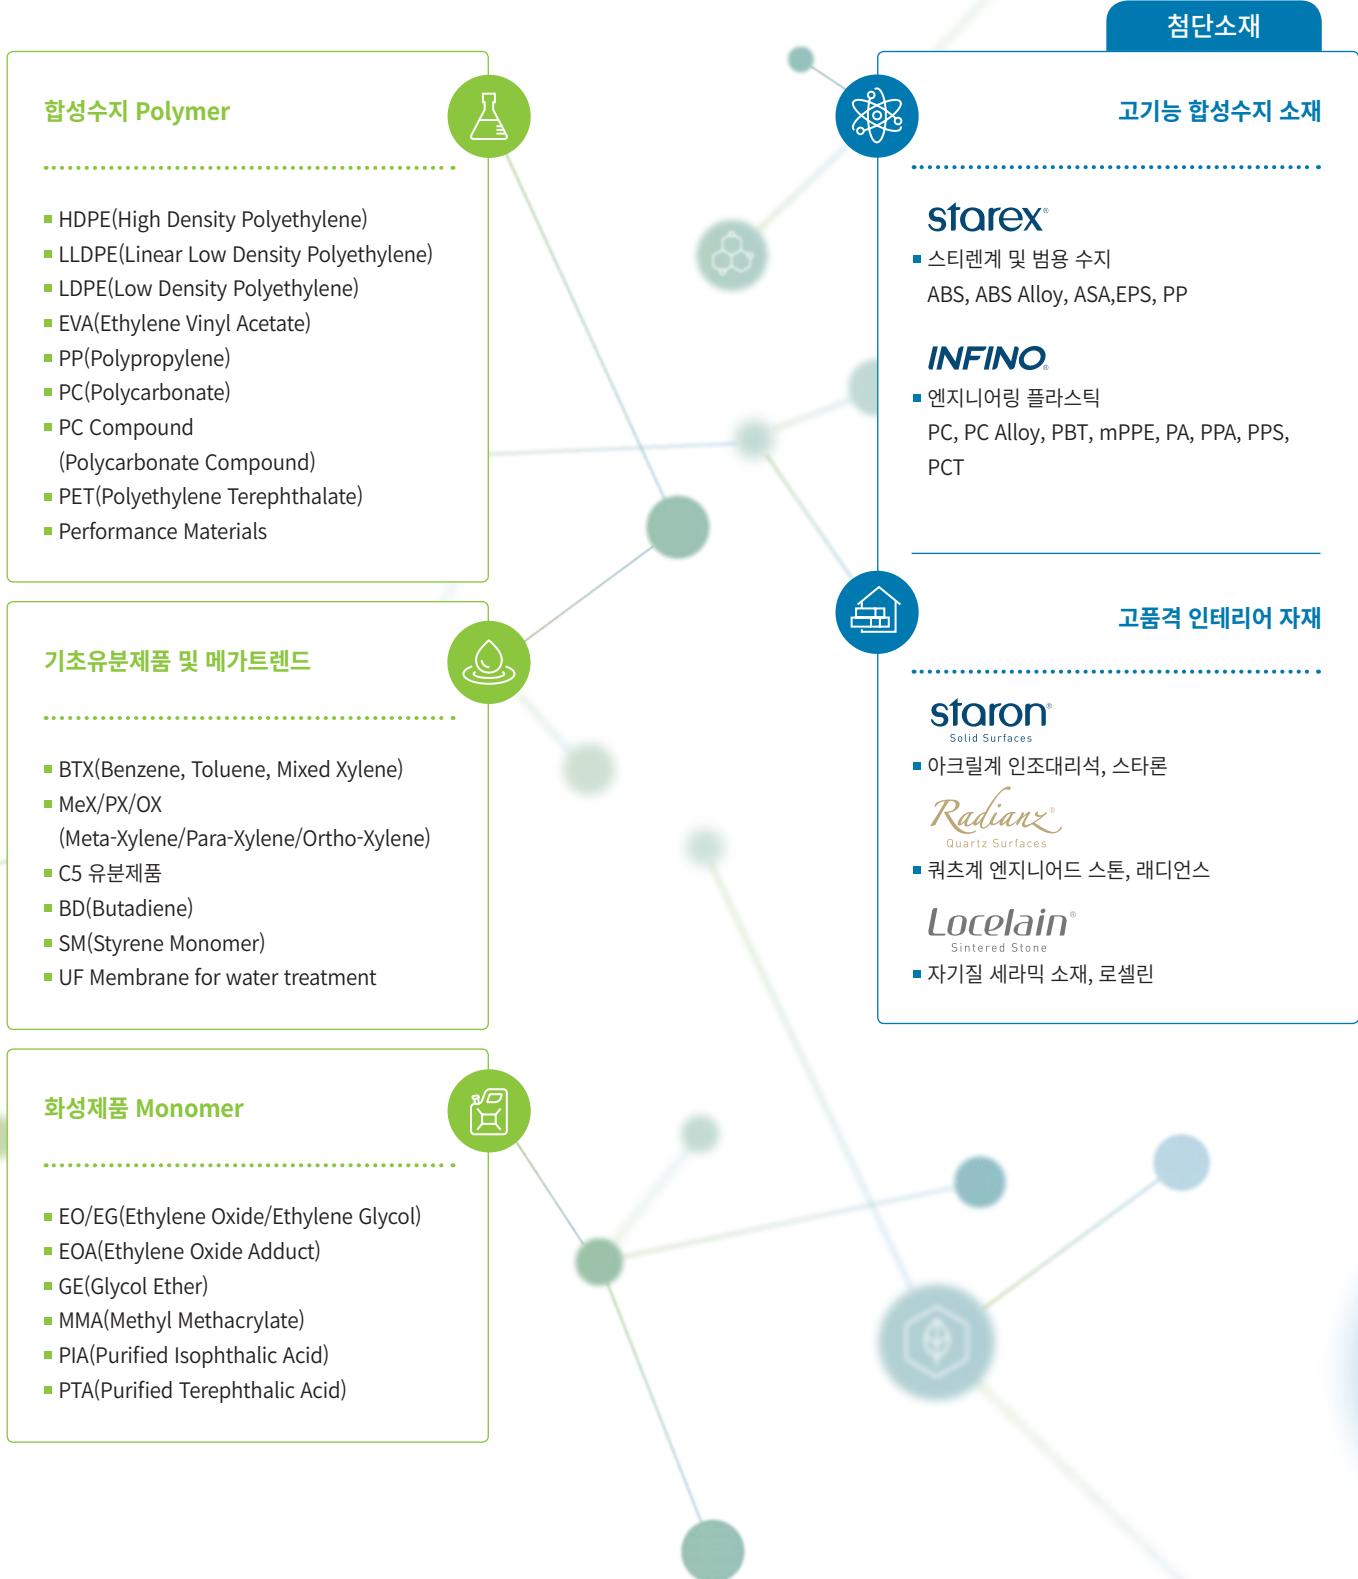 합성수지 Polymer
HDPE(High Density Polyethylene)
LLDPE(Linear Low Density Polyethylene)
LDPE(Low Density Polyethylene)
EVA(Ethylene Vinyl Acetate)
PP(Polypropylene)
PC(Polycarbonate)
PC Compound
(Polycarbonate Compound)
PET(Polyethylene Terephthalate)
Performance Materials
기초유분제품 및 메가트렌드
BTX(Benzene, Toluene, Mixed Xylene)
MeX/PX/OX
(Meta-Xylene/Para-Xylene/Ortho-Xylene)
C5 유분제품
BD(Butadiene)
SM(Styrene Monomer)
UF Membrane for water treatment
화성제품 Monomer
EO/EG(Ethylene Oxide/Ethylene Glycol)
EOA(Ethylene Oxide Adduct)
GE(Glycol Ether)
MMA(Methyl Methacrylate)
PIA(Purified Isophthalic Acid)
PTA(Purified Terephthalic Acid)
첨단소재
고기능 합성수지 소재
starex®
스티렌계 및 범용 수지
ABS, ABS Alloy, ASA,EPS, PP
INFINO®
엔지니어링 플라스틱
PC, PC Alloy, PBT, mPPE, PA, PPA, PPS,
PCT
고품격 인테리어 자재
staron®
Solid Surfaces
아크릴계 인조대리석, 스타론
Radianz®
Quartz Surfaces
쿼츠계 엔지니어드 스톤, 래디언스
Locelain®
Sintered Stone
자기질 세라믹 소재, 로셀린